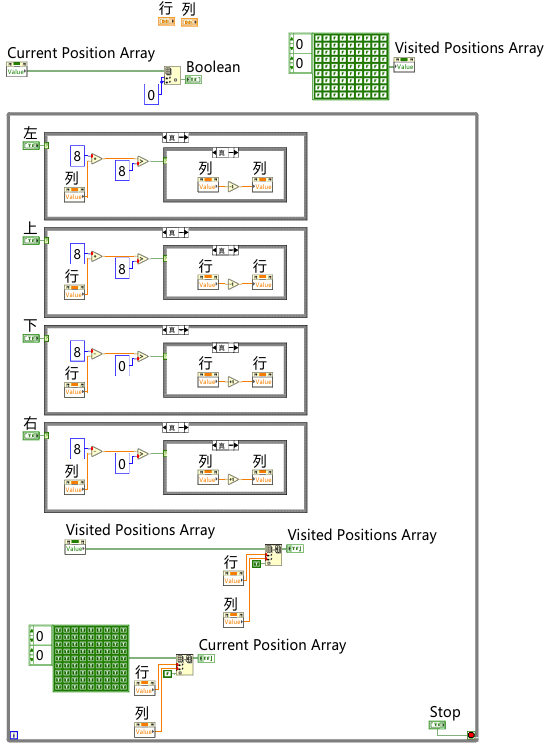 行 列
Current Position Array
Value
Boolean
0
0
0
Visited Positions Array
Value
左
真
8
8
列
Value
真
列
Value
列
Value
上
真
8
8
行
Value
真
行
Value
行
Value
下
真
8
0
行
Value
真
行
Value
行
Value
右
真
8
0
列
Value
真
列
Value
列
Value
Visited Positions Array
Value
Visited Positions Array
行
Value
列
Value
0
0
Current Position Array
行
Value
列
Value
Stop
i